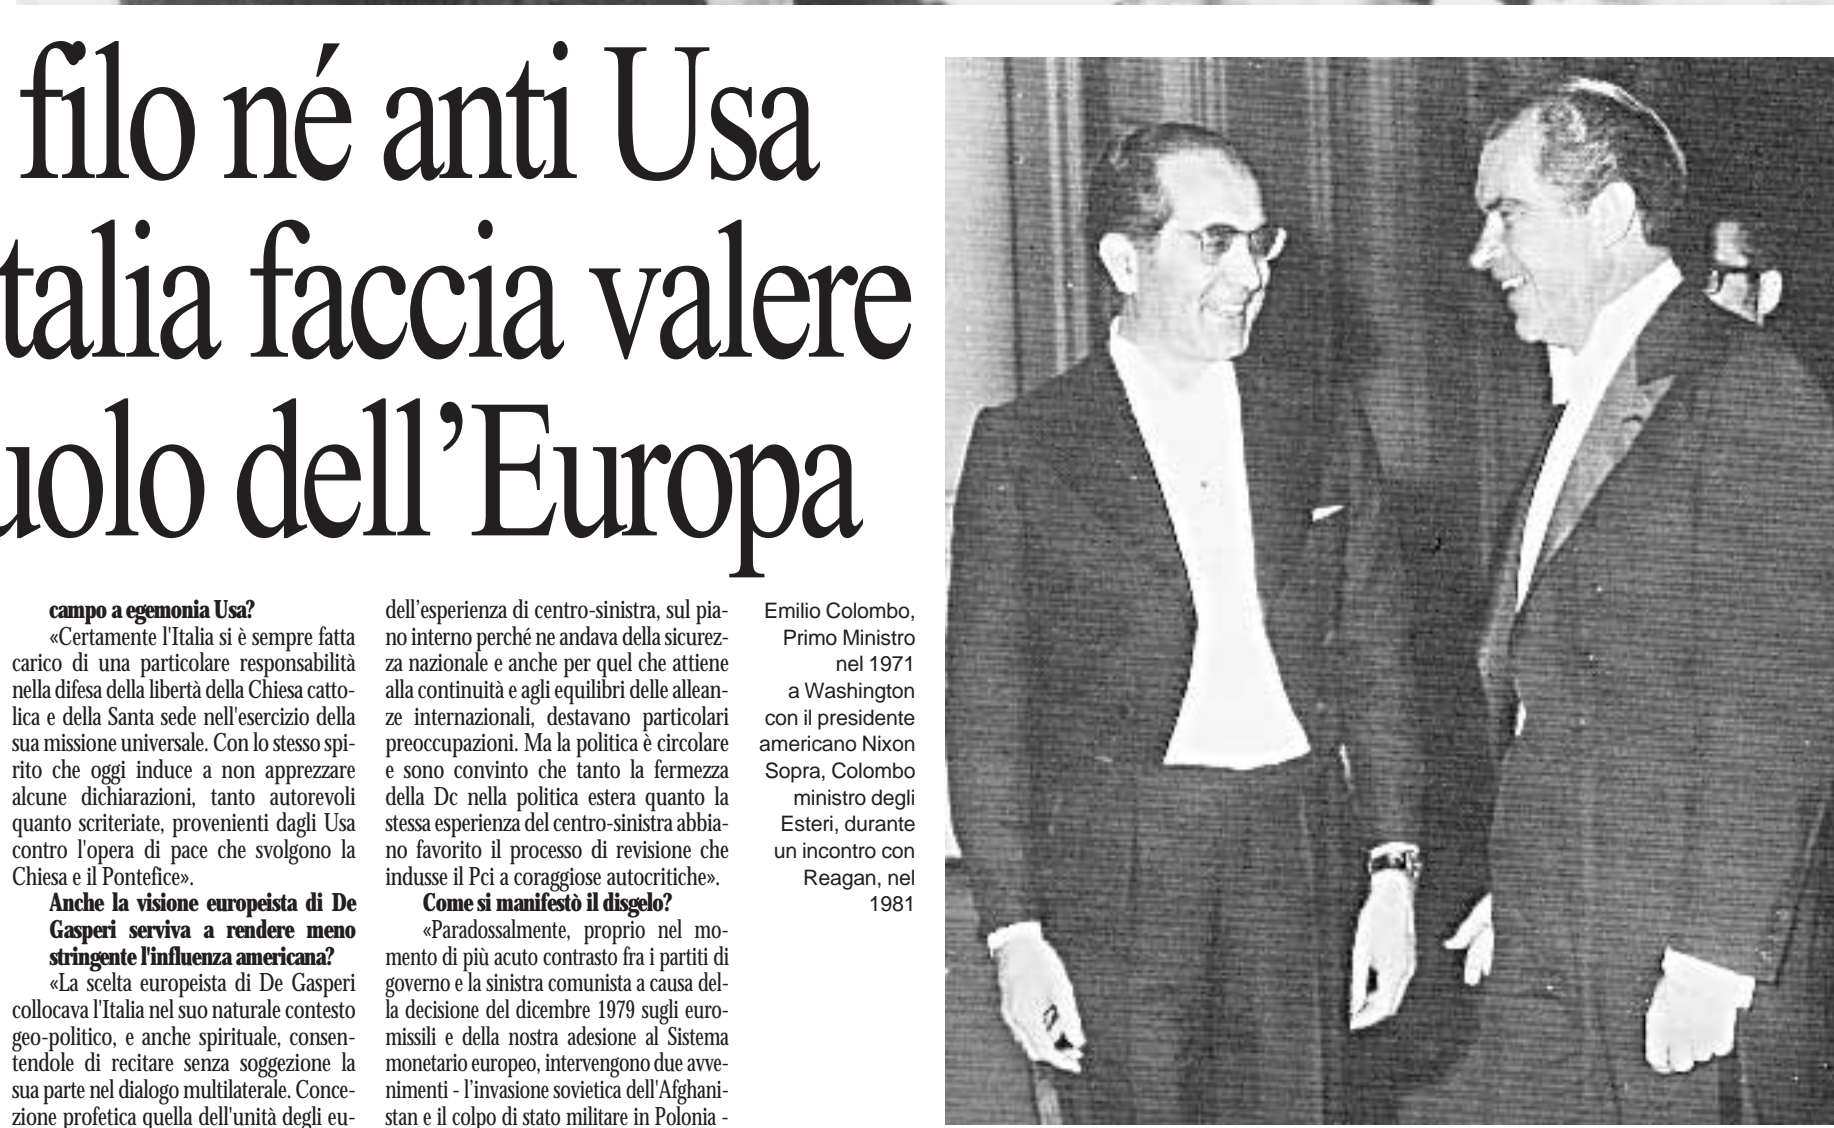 filo né anti Usa
talia faccia valere
uolo dell’Europa
campo a egemonia Usa?
«Certamente l'Italia si è sempre fatta
carico di una particolare responsabilità
nella difesa della libertà della Chiesa catto-
lica e della Santa sede nell'esercizio della
sua missione universale. Con lo stesso spi-
rito che oggi induce a non apprezzare
alcune dichiarazioni, tanto autorevoli
quanto scriteriate, provenienti dagli Usa
contro l'opera di pace che svolgono la
Chiesa e il Pontefice».
Anche la visione europeista di De
Gasperi serviva a rendere meno
stringente l'influenza americana?
«La scelta europeista di De Gasperi
collocava l'Italia nel suo naturale contesto
geo-politico, e anche spirituale, consen-
tendole di recitare senza soggezione la
sua parte nel dialogo multilaterale. Conce-
zione profetica quella dell'unità degli eu-
dell'esperienza di centro-sinistra, sul pia-
no interno perché ne andava della sicurez-
za nazionale e anche per quel che attiene
alla continuità e agli equilibri delle allean-
ze internazionali, destavano particolari
preoccupazioni. Ma la politica è circolare
e sono convinto che tanto la fermezza
della Dc nella politica estera quanto la
stessa esperienza del centro-sinistra abbia-
no favorito il processo di revisione che
indusse il Pci a coraggiose autocritiche».
Come si manifestò il disgelo?
«Paradossalmente, proprio nel mo-
mento di più acuto contrasto fra i partiti di
governo e la sinistra comunista a causa del-
la decisione del dicembre 1979 sugli euro-
missili e della nostra adesione al Sistema
monetario europeo, intervengono due avve-
nimenti - l'invasione sovietica dell'Afghani-
stan e il colpo di stato militare in Polonia -
Emilio Colombo,
Primo Ministro
nel 1971
a Washington
con il presidente
americano Nixon
Sopra, Colombo
ministro degli
Esteri, durante
un incontro con
Reagan, nel
1981